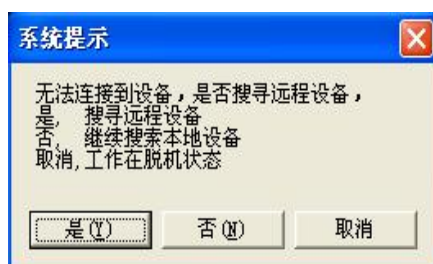 系统提示
无法连接到设备，是否搜寻远程设备，
是, 搜寻远程设备
否, 继续搜索本地设备
取消,工作在脱机状态
是(Y) 否(N) 取消